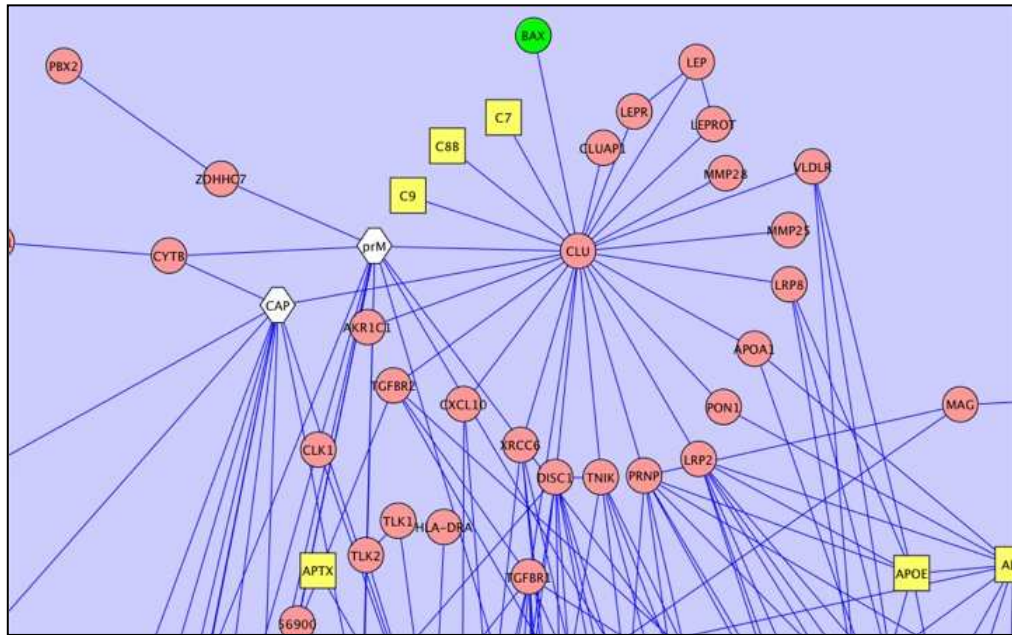 BAX
PBX2
LEP
LEPR
C7
LEPROT
C8B
CLUAP1
VLDLR
MMP28
ZDHHC7
C9
MMP25
prM
CLU
CYTB
LRP8
CAP
AKR1C1
APOA1
TGFBR2
CXCL10
PON1
MAG
XRCC6
CLK1
LRP2
DISC1
TNIK
PRNP
TLK1
HLA-DRA
TLK2
APTX
TGFBR1
APOE
56900